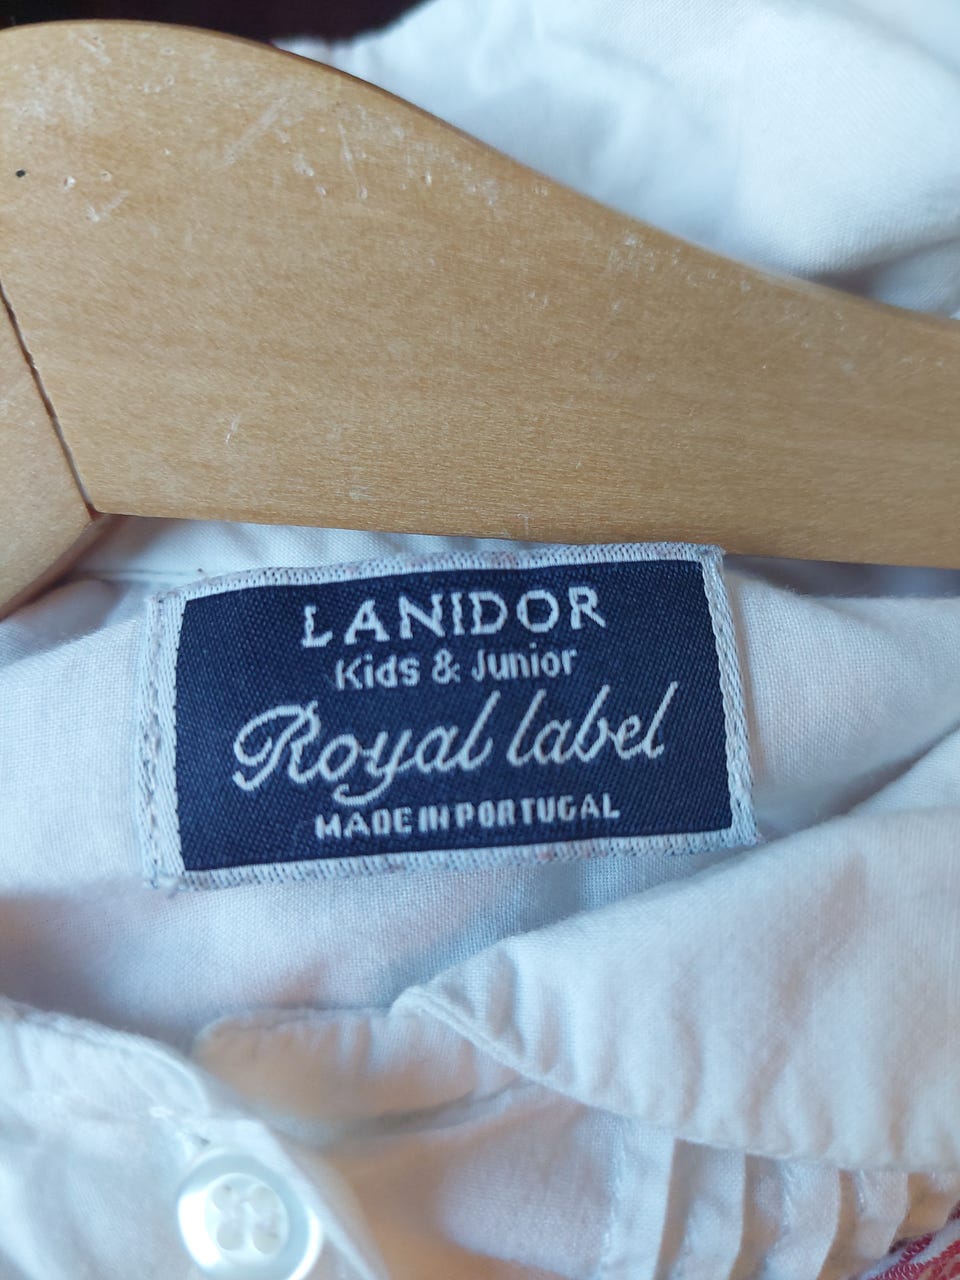 LANIDOR
Kids & Junior
Royal label
MADE IN PORTUGAL